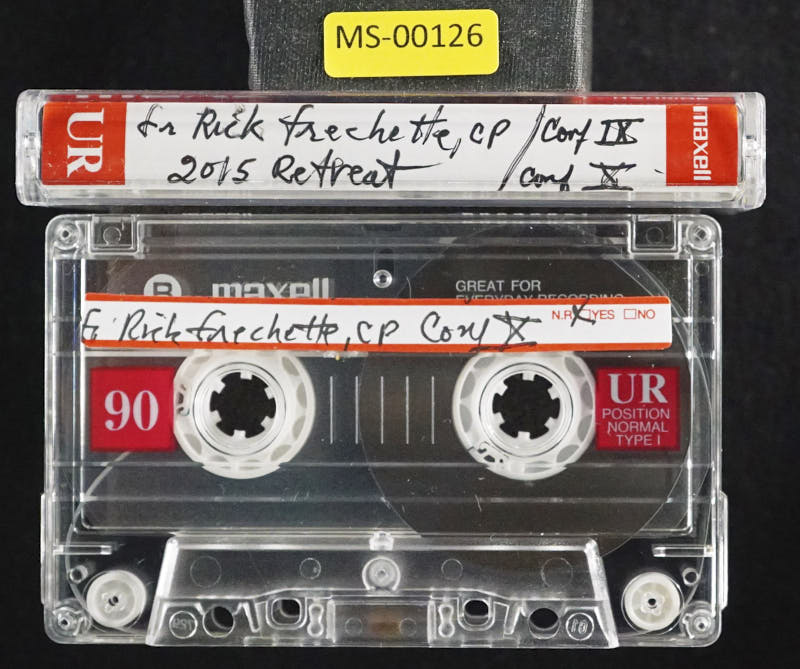 MS-00126
UR
Fr Rick Frechette, CP / Conf IX
2015 Retreat / Conf X
maxell
B maxell
GREAT FOR
EVERYDAY RECORDING
Fr Rick Frechette, CP Conf X
N.R. YES NO
90
UR
POSITION
NORMAL
TYPE I